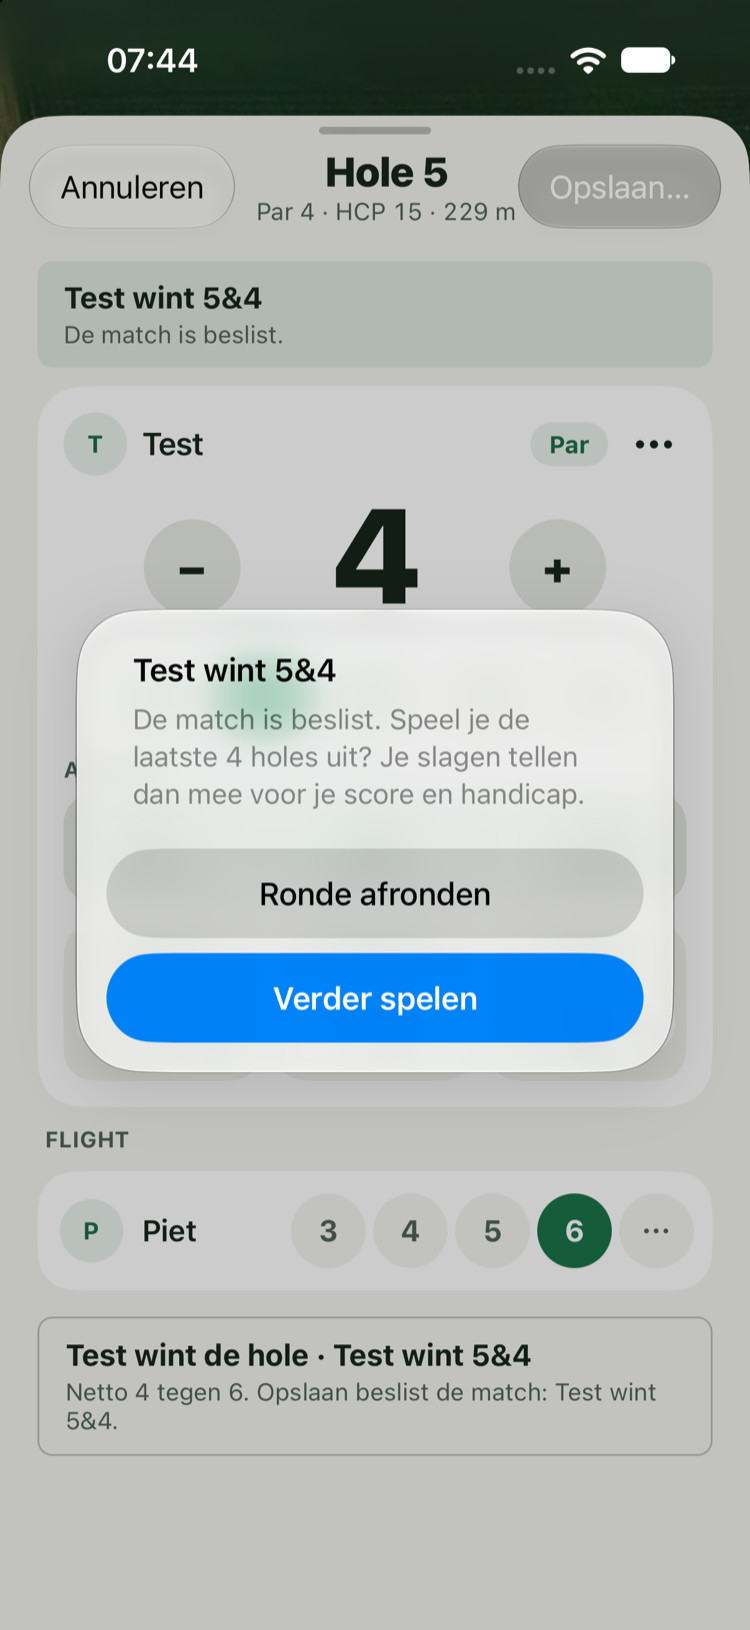 07:44
Annuleren
Hole 5
Par 4 · HCP 15 · 229 m
Opslaan...
Test wint 5&4
De match is beslist.
T
Test
Par
•••
–
4
+
Test wint 5&4
De match is beslist. Speel je de
laatste 4 holes uit? Je slagen tellen
dan mee voor je score en handicap.
Ronde afronden
Verder spelen
FLIGHT
P
Piet
3
4
5
6
...
Test wint de hole · Test wint 5&4
Netto 4 tegen 6. Opslaan beslist de match: Test wint
5&4.